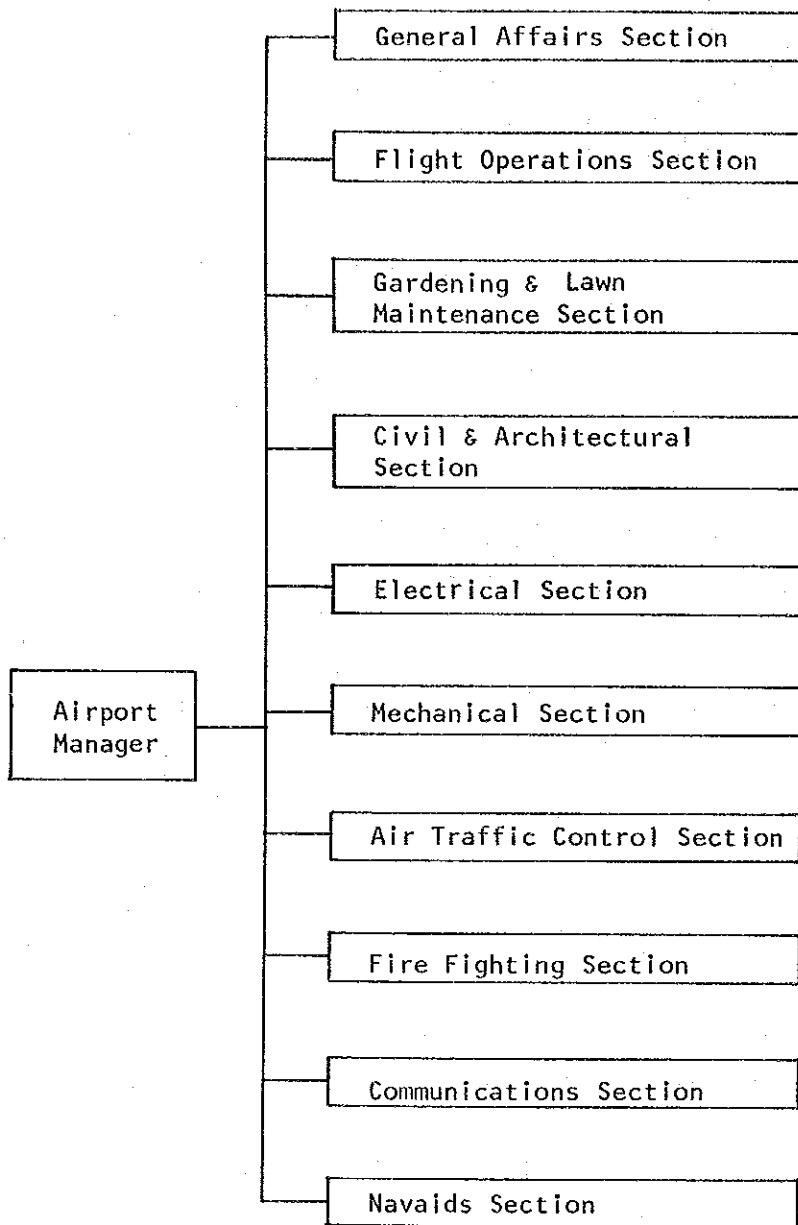 General Affairs Section
Flight Operations Section
Gardening & Lawn
Maintenance Section
Civil & Architectural
Section
Electrical Section
Airport
Manager
Mechanical Section
Air Traffic Control Section
Fire Fighting Section
Communications Section
Navaids Section